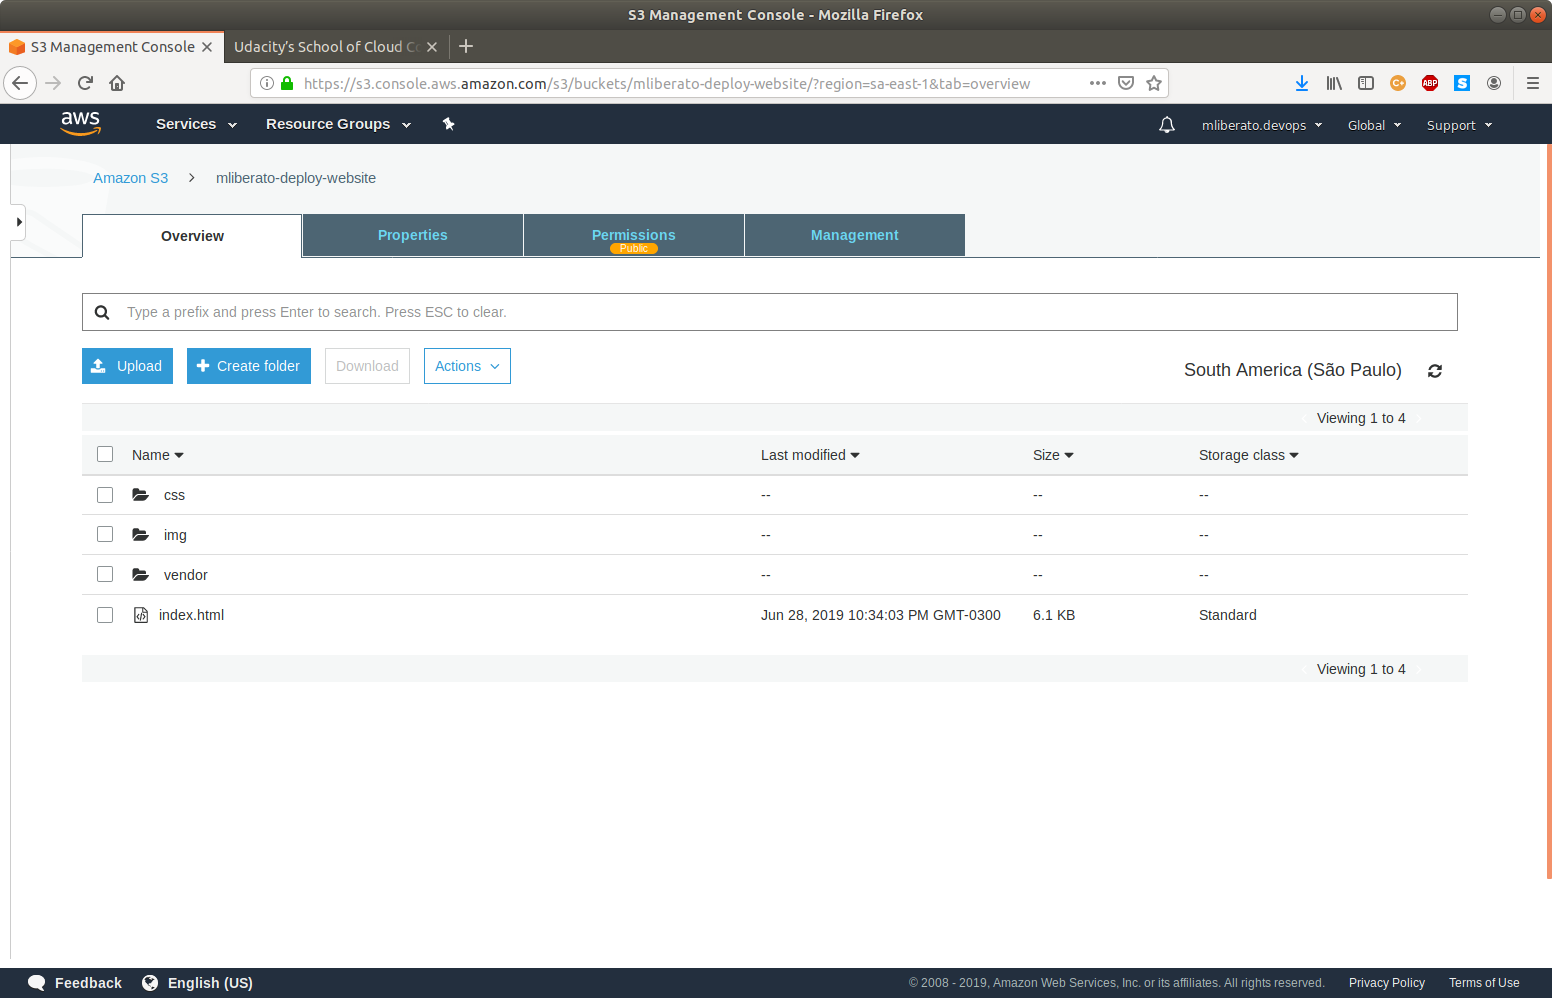 S3 Management Console - Mozilla Firefox
S3 Management Console
Udacity's School of Cloud C
https://s3.console.aws.amazon.com/s3/buckets/mliberato-deploy-website/?region=sa-east-1&tab=overview
C+
ABP
S
aws
Services
Resource Groups
mliberato.devops
Global
Support
Amazon S3
mliberato-deploy-website
Overview
Properties
Permissions
Public
Management
Type a prefix and press Enter to search. Press ESC to clear.
Upload
Create folder
Download
Actions
South America (São Paulo)
Viewing 1 to 4
Name
Last modified
Size
Storage class
css -- -- --
img -- -- --
vendor -- -- --
index.html Jun 28, 2019 10:34:03 PM GMT-0300 6.1 KB Standard
Viewing 1 to 4
Feedback
English (US)
© 2008 - 2019, Amazon Web Services, Inc. or its affiliates. All rights reserved.
Privacy Policy
Terms of Use